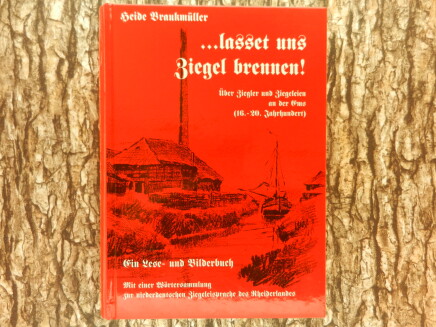 Heide Braukmüller
...lasset uns
Ziegel brennen!
Über Ziegler und Ziegeleien
an der Ems
(16.-20. Jahrhundert)
Ein Lese- und Bilderbuch
Mit einer Wörtersammlung
zur niederdeutschen Ziegeleisprache des Rheiderlandes